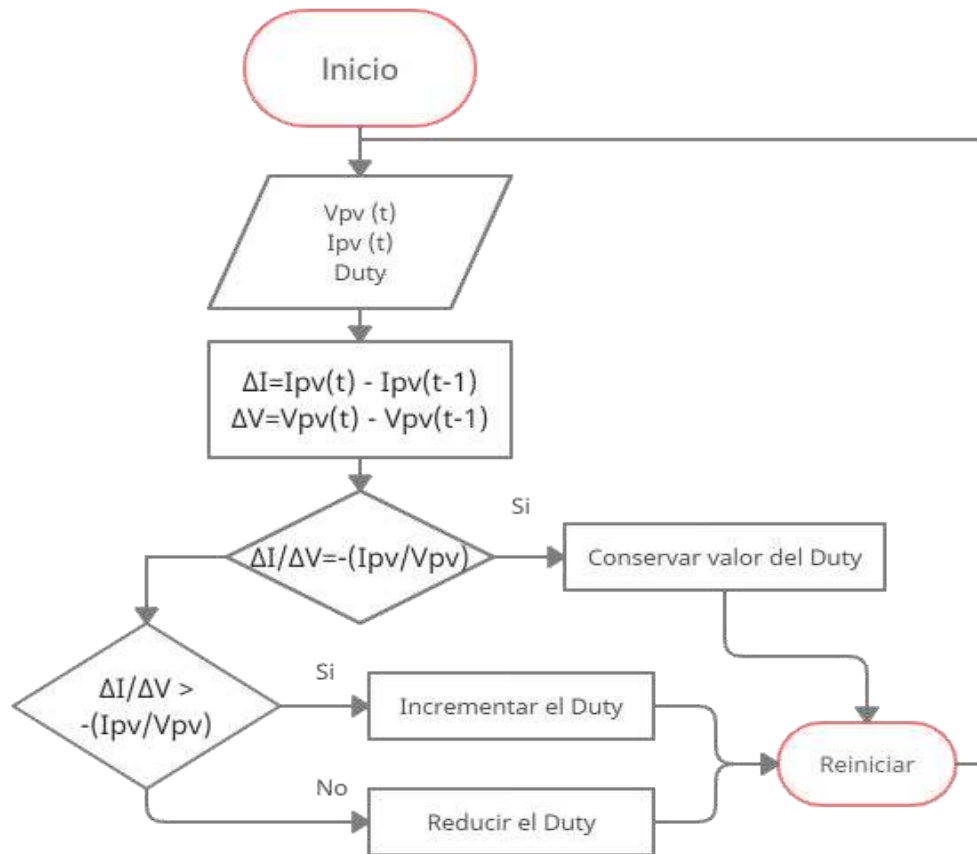 Inicio
Vpv (t)
Ipv (t)
Duty
ΔI=Ipv(t) - Ipv(t-1)
ΔV=Vpv(t) - Vpv(t-1)
ΔI/ΔV=-(Ipv/Vpv)
Si
Conservar valor del Duty
ΔI/ΔV >
-(Ipv/Vpv)
Si
Incrementar el Duty
No
Reducir el Duty
Reiniciar